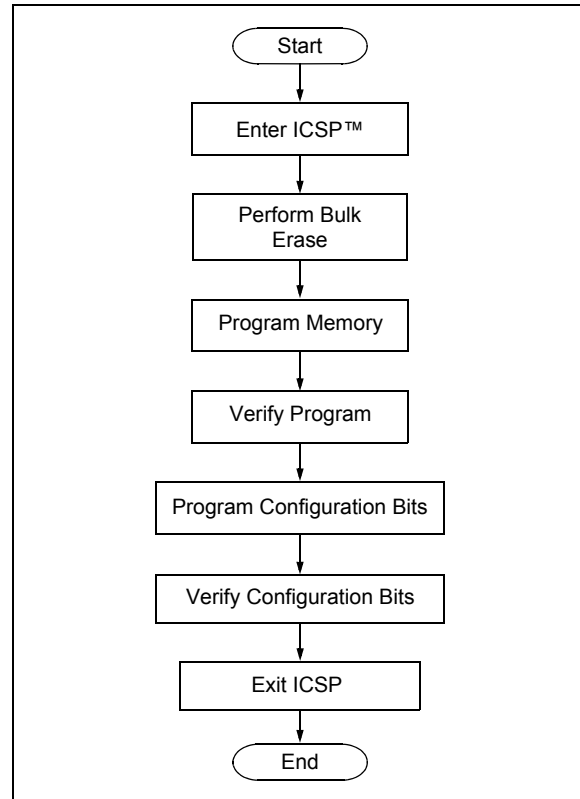 Start
Enter ICSP™
Perform Bulk
Erase
Program Memory
Verify Program
Program Configuration Bits
Verify Configuration Bits
Exit ICSP
End